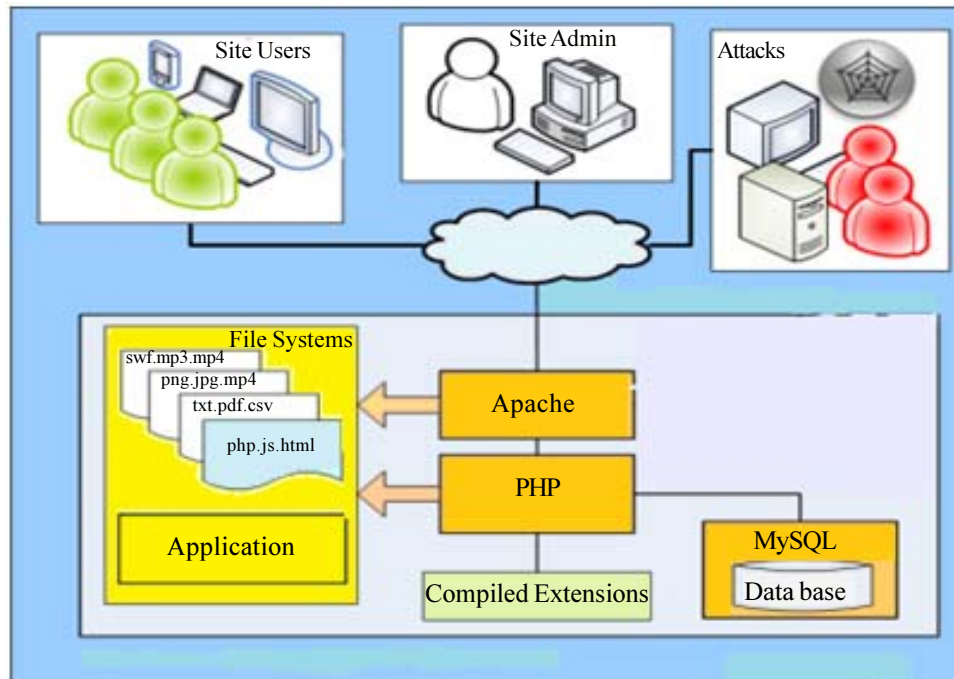 Site Users
Site Admin
Attacks
File Systems
swf.mp3.mp4
png.jpg.mp4
txt.pdf.csv
php.js.html
Application
Apache
PHP
Compiled Extensions
MySQL
Data base